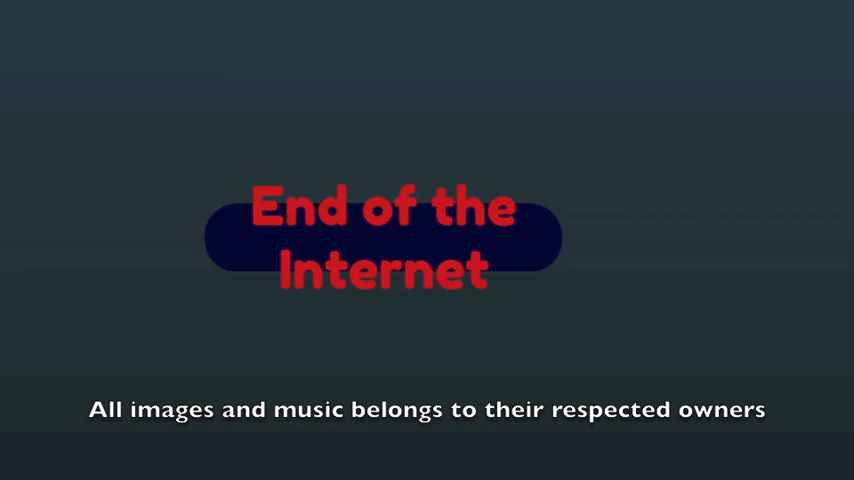 End of the
Internet
All images and music belongs to their respected owners